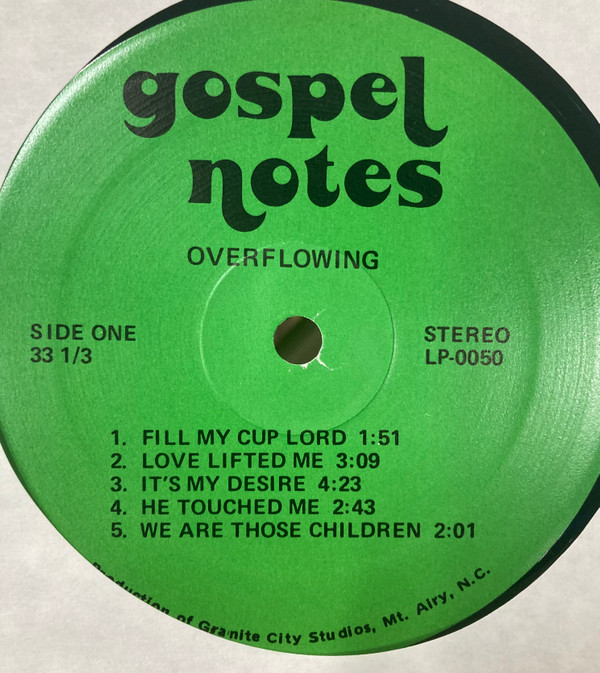 gospel
notes
OVERFLOWING
SIDE ONE
33 1/3
STEREO
LP-0050
1. FILL MY CUP LORD 1:51
2. LOVE LIFTED ME 3:09
3. IT'S MY DESIRE 4:23
4. HE TOUCHED ME 2:43
5. WE ARE THOSE CHILDREN 2:01
Production of Granite City Studios, Mt. Airy, N.C.